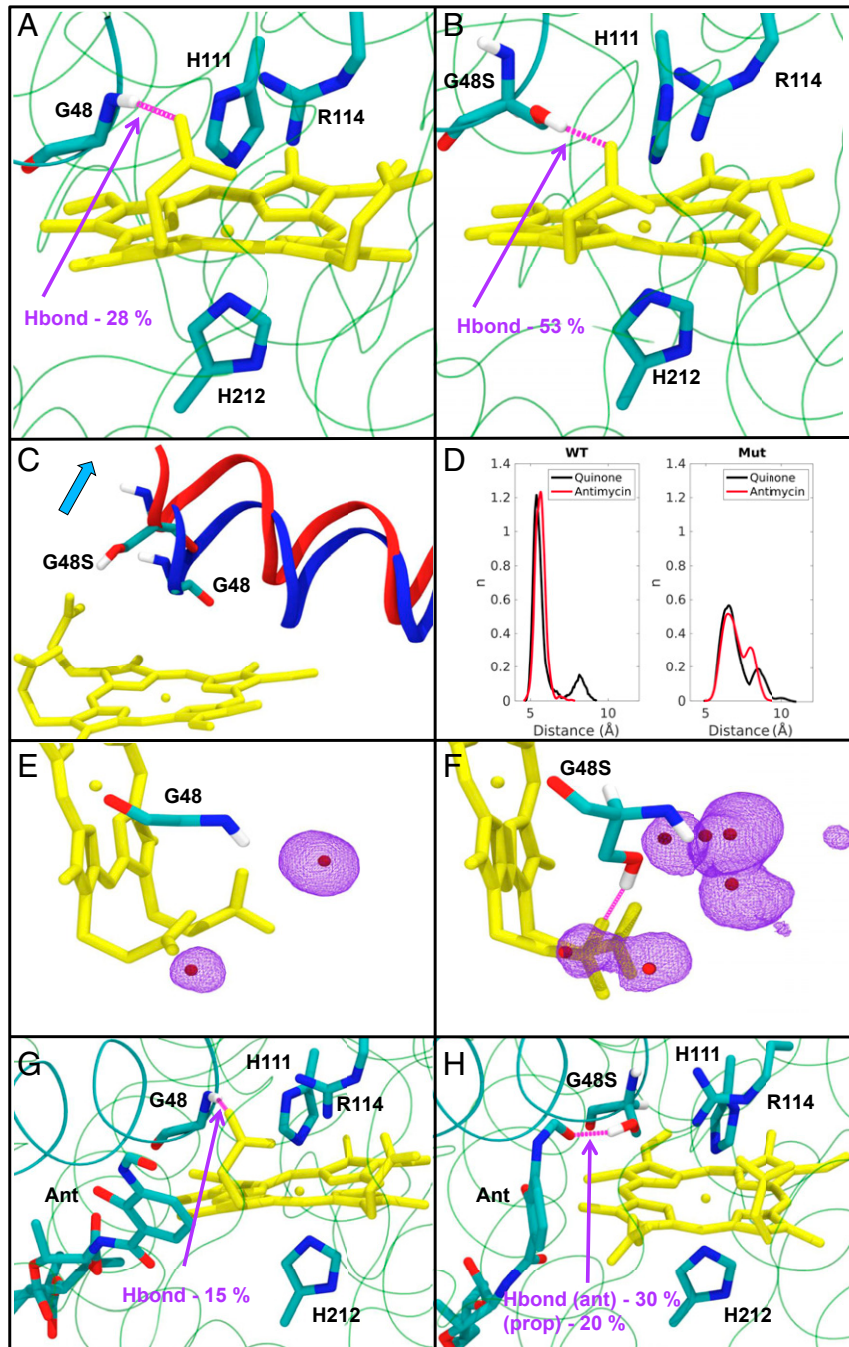 A
H111
G48
R114
Hbond - 28 %
H212
B
H111
G48S
R114
Hbond - 53 %
H212
C
G48S
G48
D
WT
1.4
1.2
1
0.8
0.6
0.4
0.2
0
n
Quinone
Antimycin
5
10
Distance (Å)
Mut
1.4
1.2
1
0.8
0.6
0.4
0.2
0
n
Quinone
Antimycin
5
10
Distance (Å)
E
G48
F
G48S
G
H111
G48
R114
Ant
Hbond - 15 %
H212
H
H111
G48S
R114
Ant
Hbond (ant) - 30 %
(prop) - 20 %
H212